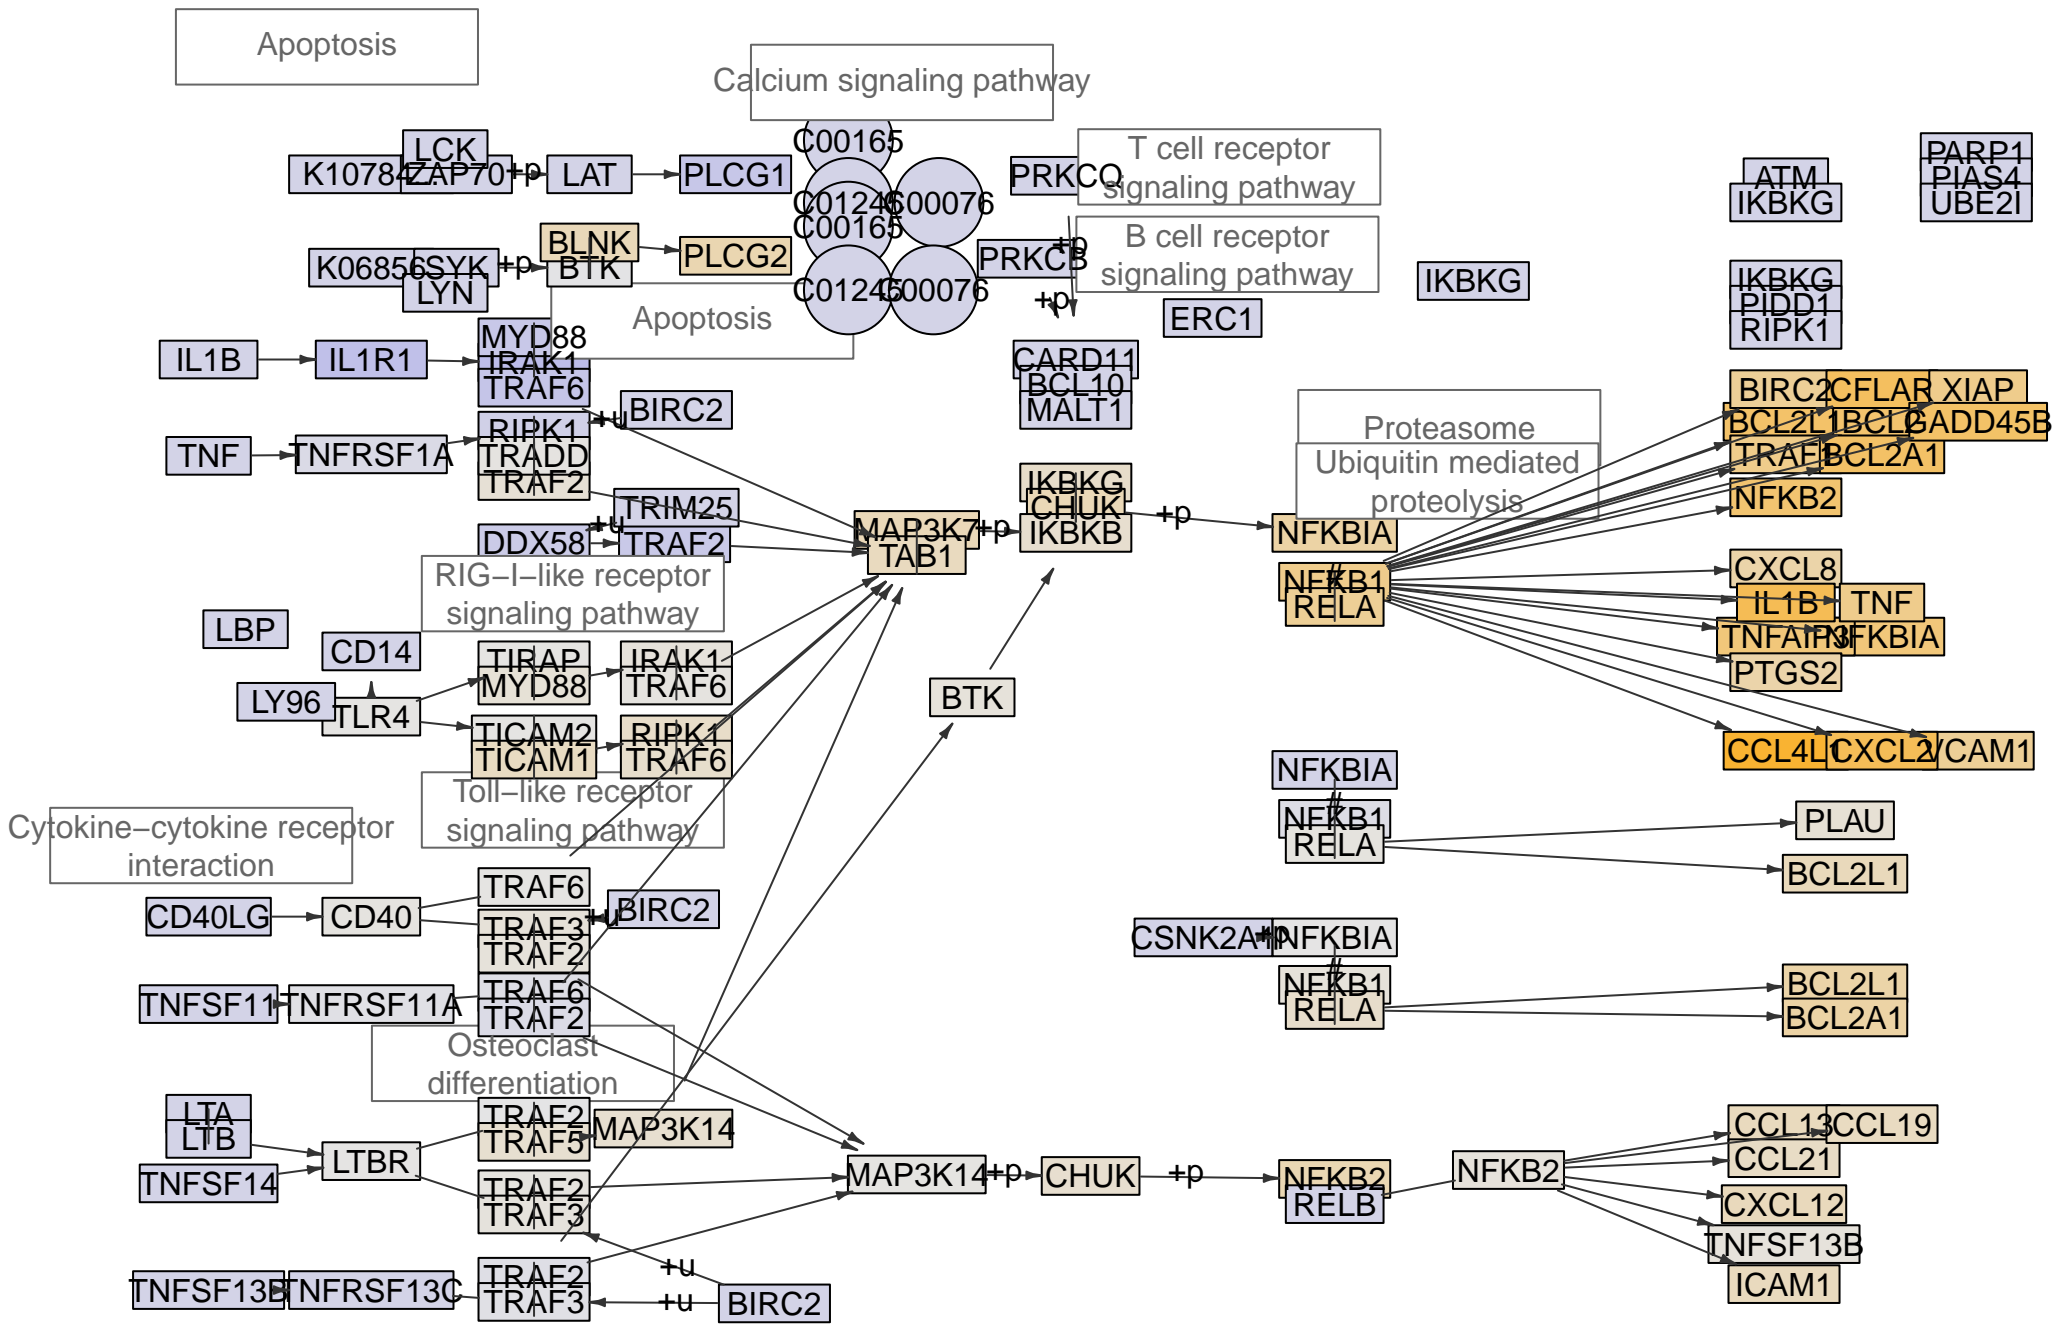 Apoptosis
Calcium signaling pathway
C00165
T cell receptor
signaling pathway
PARP1
PIAS4
UBE2I
LCK
K10784
ZAP70
+p
LAT
PLCG1
PRKCQ
ATM
IKBKG
C01245
C00076
C00165
B cell receptor
signaling pathway
BLNK
PLCG2
PRKCB
+p
K06856
SYK
+p
BTK
LYN
C01245
C00076
+p
IKBKG
IKBKG
PIDD1
RIPK1
Apoptosis
ERC1
MYD88
IRAK1
TRAF6
IL1B
IL1R1
CARD11
BCL10
MALT1
BIRC2
CFLAR
XIAP
BIRC2
+u
RIPK1
TRADD
TRAF2
TNF
TNFRSF1A
Proteasome
Ubiquitin mediated
proteolysis
BCL2L1
BCL2
GADD45B
TRAF1
BCL2A1
NFKB2
IKBKG
CHUK
IKBKB
+p
TRIM25
+u
DDX58
TRAF2
MAP3K7
+p
TAB1
NFKBIA
NFKB1
RELA
CXCL8
IL1B
TNF
TNFAIP3
NFKBIA
PTGS2
RIG−I−like receptor
signaling pathway
LBP
CD14
TIRAP
MYD88
IRAK1
TRAF6
LY96
TLR4
BTK
TICAM2
TICAM1
RIPK1
TRAF6
CCL4L1
CXCL2
VCAM1
NFKBIA
Toll−like receptor
signaling pathway
Cytokine−cytokine receptor
interaction
NFKB1
RELA
PLAU
BCL2L1
TRAF6
CD40LG
CD40
TRAF3
TRAF2
+u
BIRC2
CSNK2A1
+p
NFKBIA
NFKB1
RELA
BCL2L1
BCL2A1
TNFSF11
TNFRSF11A
TRAF6
TRAF2
Osteoclast
differentiation
LTA
LTB
TRAF2
TRAF5
MAP3K14
LTBR
TNFSF14
TRAF2
TRAF3
MAP3K14
+p
CHUK
+p
NFKB2
RELB
NFKB2
CCL13
CCL19
CCL21
CXCL12
TNFSF13B
ICAM1
TNFSF13B
TNFRSF13C
TRAF2
TRAF3
+u
+u
BIRC2